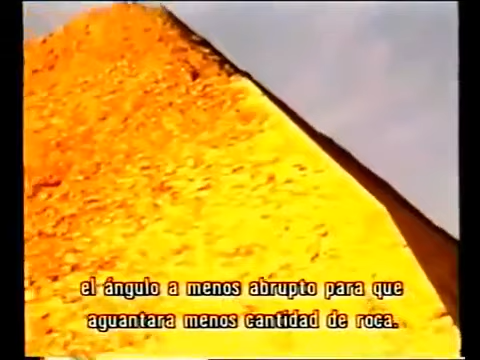 el ángulo a menos abrupto para que
aguantara menos cantidad de roca.